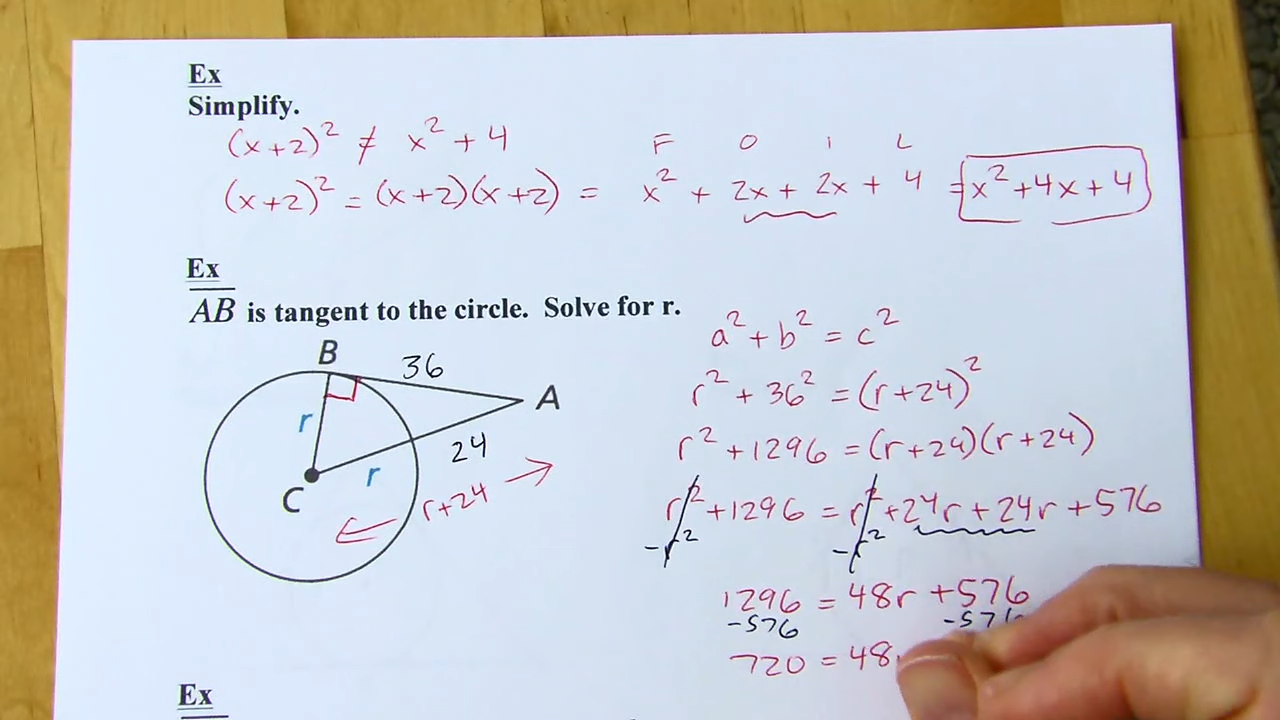 Ex
Simplify.
(x+2)² ≠ x² + 4
F O I L
(x+2)² = (x+2)(x+2) = x² + 2x + 2x + 4 = x²+4x+4
Ex
AB is tangent to the circle. Solve for r.
a² + b² = c²
B 36
r² + 36² = (r+24)²
A
r
r² + 1296 = (r+24)(r+24)
24
r
C
r+24
r² + 1296 = r² + 24r + 24r + 576
-r² -r²
1296 = 48r + 576
-576 -576
720 = 48
Ex